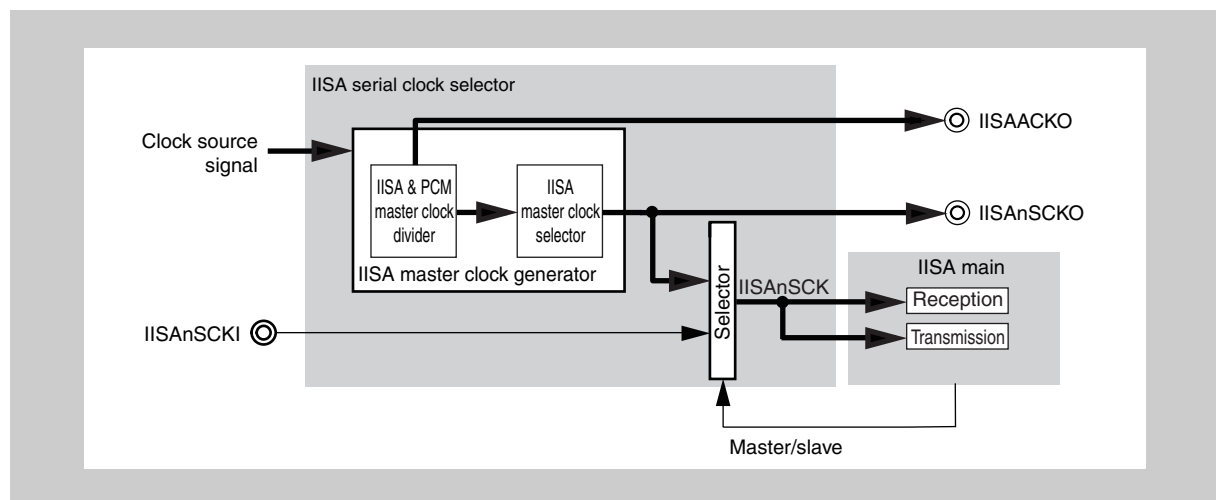 IISA serial clock selector
Clock source
signal
IISAACKO
IISA & PCM
master clock
divider
IISA
master clock
selector
IISA master clock generator
IISAnSCKO
IISA main
Selector
IISAnSCK
Reception
Transmission
IISAnSCKI
Master/slave